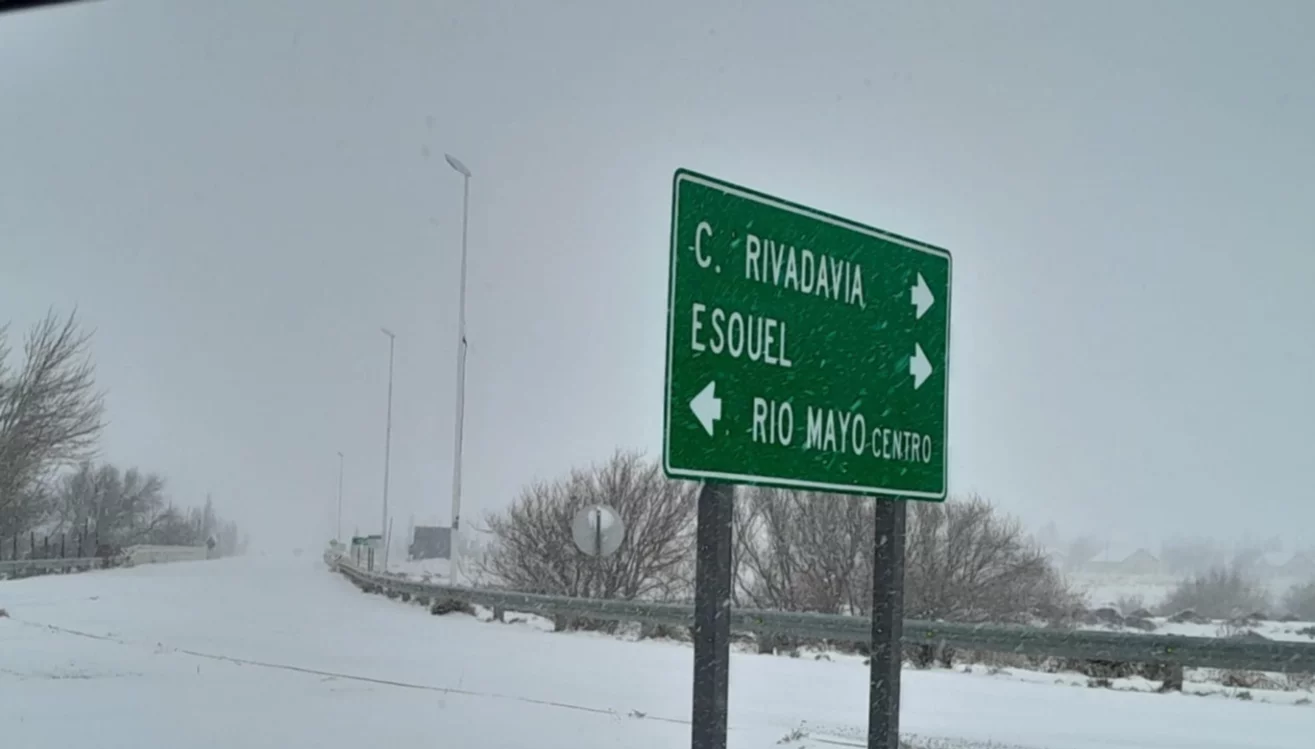 C. RIVADAVIA
ESQUEL
RIO MAYO CENTRO